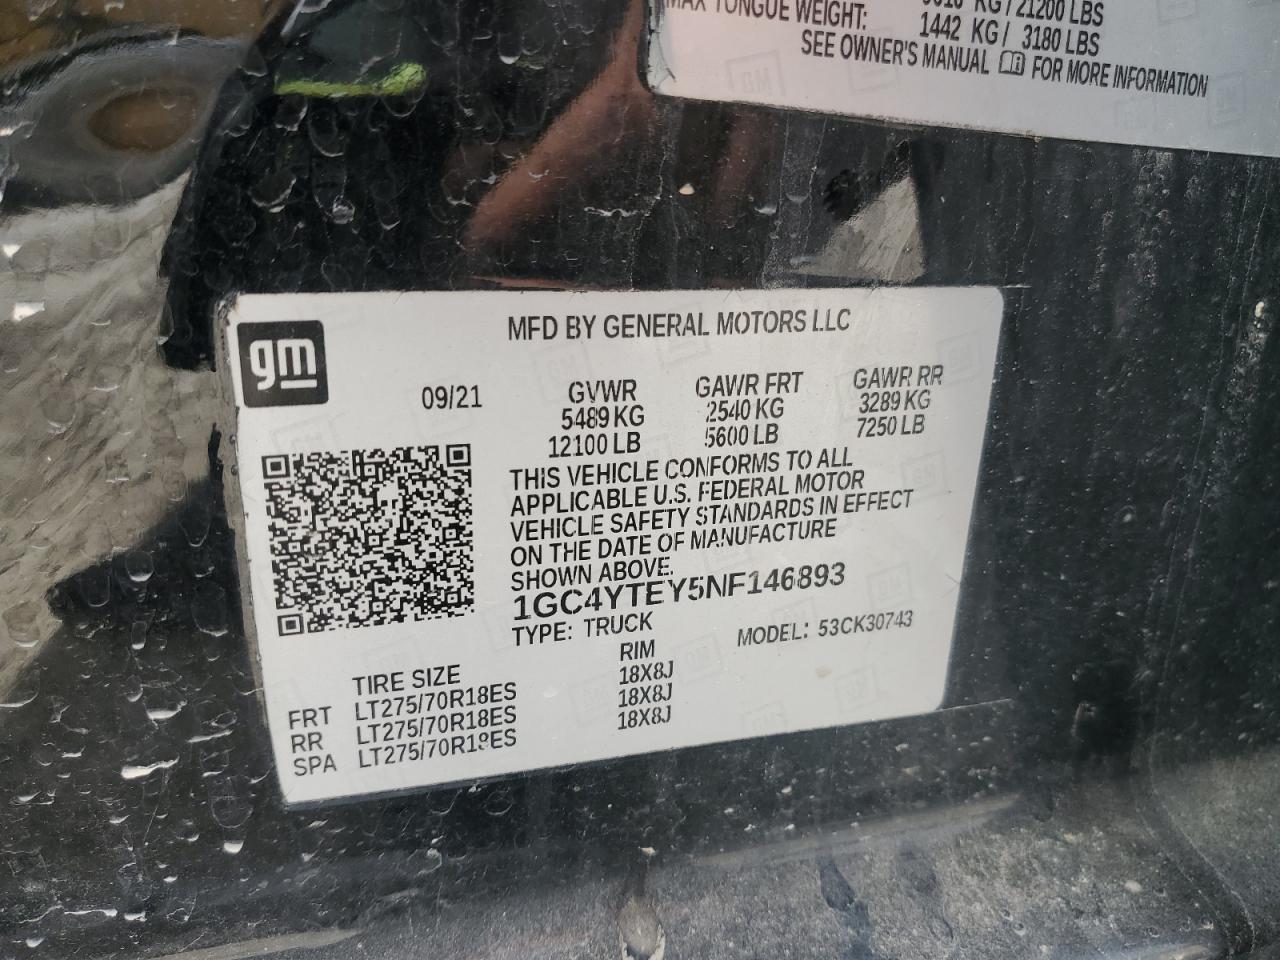 MAX TONGUE WEIGHT: KG / 21200 LBS
1442 KG / 3180 LBS
SEE OWNER'S MANUAL FOR MORE INFORMATION
gm
MFD BY GENERAL MOTORS LLC
09/21 GVWR GAWR FRT GAWR RR
5489 KG 2540 KG 3289 KG
12100 LB 5600 LB 7250 LB
THIS VEHICLE CONFORMS TO ALL
APPLICABLE U.S. FEDERAL MOTOR
VEHICLE SAFETY STANDARDS IN EFFECT
ON THE DATE OF MANUFACTURE
SHOWN ABOVE.
1GC4YTEY5NF146893
TYPE: TRUCK MODEL: 53CK30743
TIRE SIZE RIM
FRT LT275/70R18ES 18X8J
RR LT275/70R18ES 18X8J
SPA LT275/70R18ES 18X8J